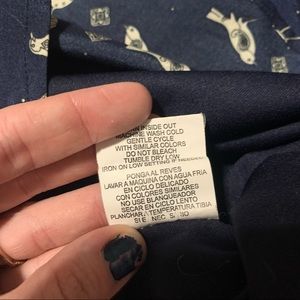 INSIDE OUT
MACHINE WASH COLD
GENTLE CYCLE
WITH SIMILAR COLORS
DO NOT BLEACH
TUMBLE DRY LOW
IRON ON LOW SETTING IF NEEDED
PONGA AL REVES
LAVAR A MAQUINA CON AGUA FRIA
EN CICLO DELICADO
CON COLORES SIMILARES
NO USE BLANQUEADOR
SECAR EN CICLO LENTO
PLANCHAR A TEMPERATURA TIBIA